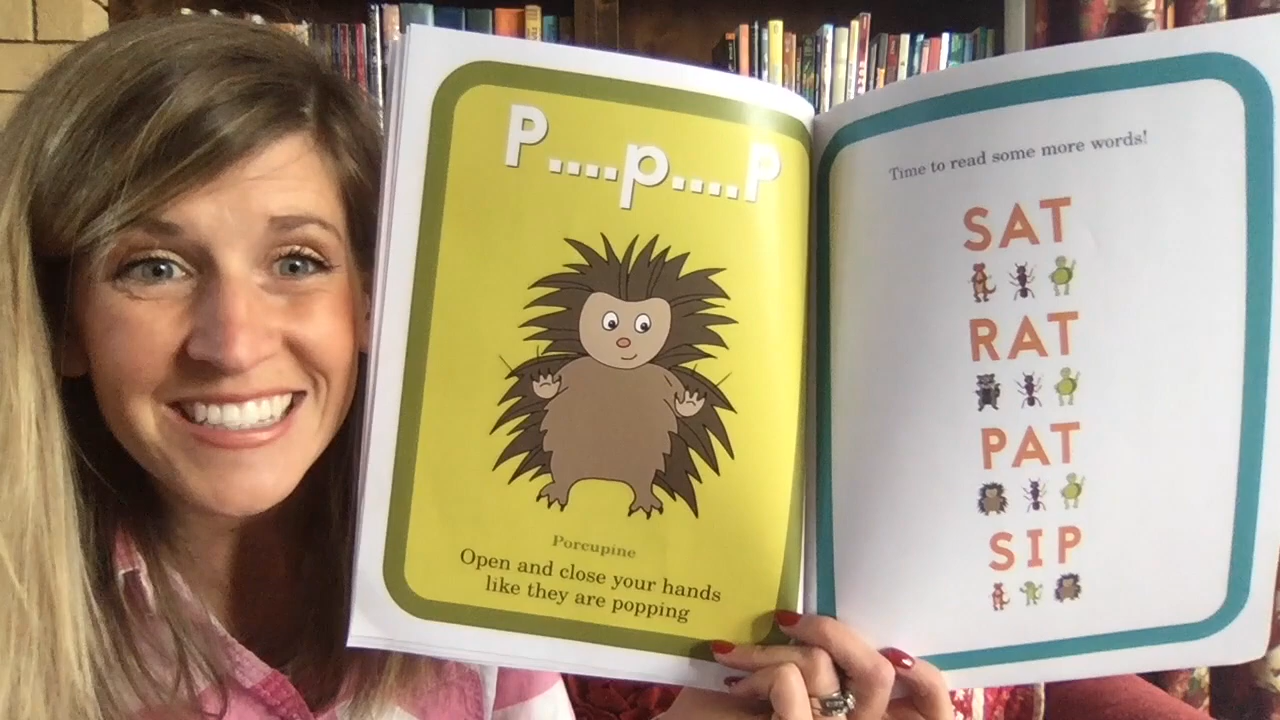 P....p....P
Porcupine
Open and close your hands
like they are popping
Time to read some more words!
SAT
RAT
PAT
SIP